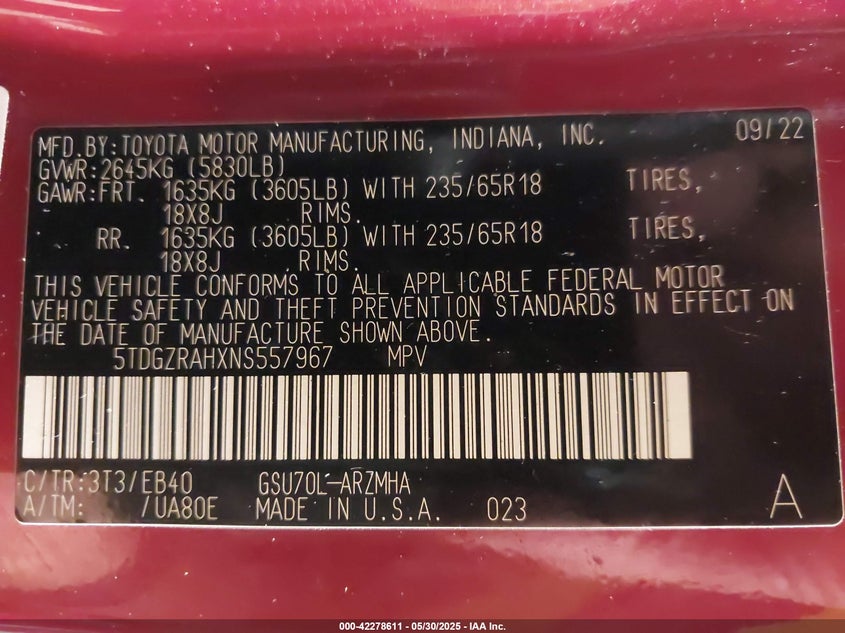 MFD.BY:TOYOTA MOTOR MANUFACTURING, INDIANA, INC. 09/22
GVWR:2645KG (5830LB)
GAWR:FRT. 1635KG (3605LB) WITH 235/65R18 TIRES,
18X8J RIMS.
RR. 1635KG (3605LB) WITH 235/65R18 TIRES,
18X8J RIMS.
THIS VEHICLE CONFORMS TO ALL APPLICABLE FEDERAL MOTOR
VEHICLE SAFETY AND THEFT PREVENTION STANDARDS IN EFFECT ON
THE DATE OF MANUFACTURE SHOWN ABOVE.
5TDGZRAHXNS557967 MPV
C/TR:3T3/EB40 GSU70L-ARZMHA
A/TM: /UA80E MADE IN U.S.A. 023 A
000-42278611 - 05/30/2025 - IAA Inc.